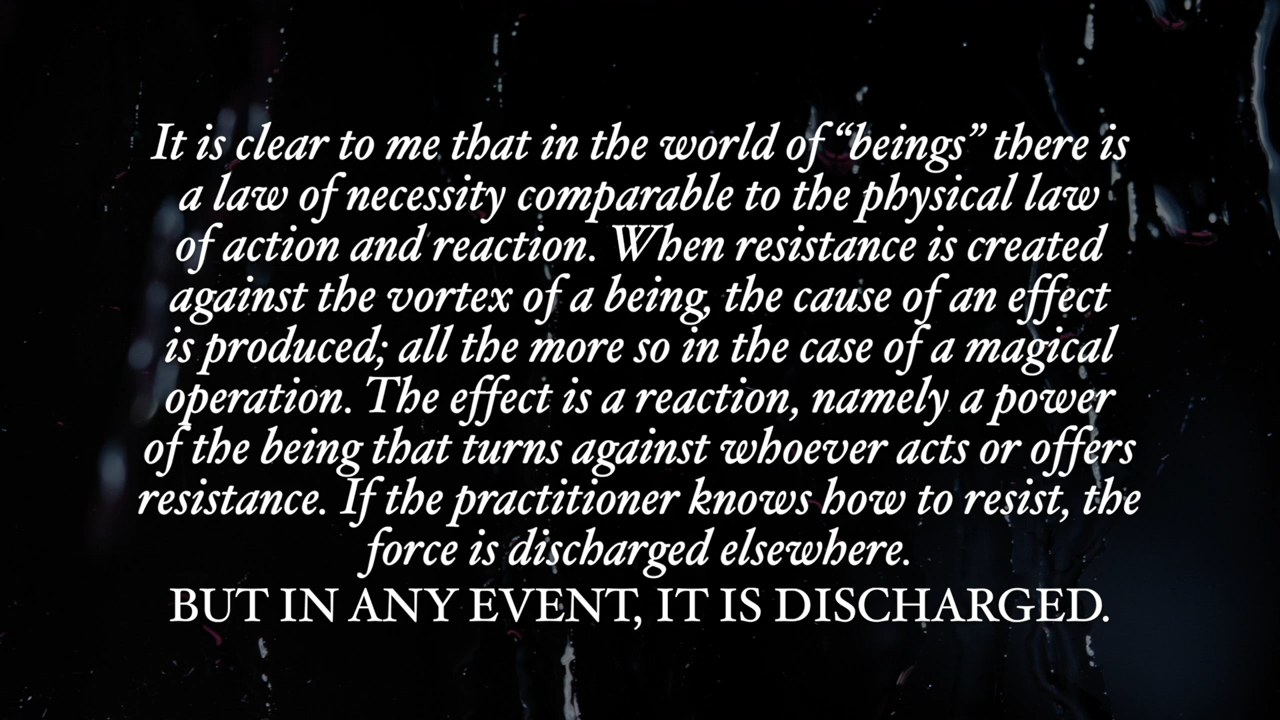 It is clear to me that in the world of “beings” there is
a law of necessity comparable to the physical law
of action and reaction. When resistance is created
against the vortex of a being, the cause of an effect
is produced; all the more so in the case of a magical
operation. The effect is a reaction, namely a power
of the being that turns against whoever acts or offers
resistance. If the practitioner knows how to resist, the
force is discharged elsewhere.
BUT IN ANY EVENT, IT IS DISCHARGED.